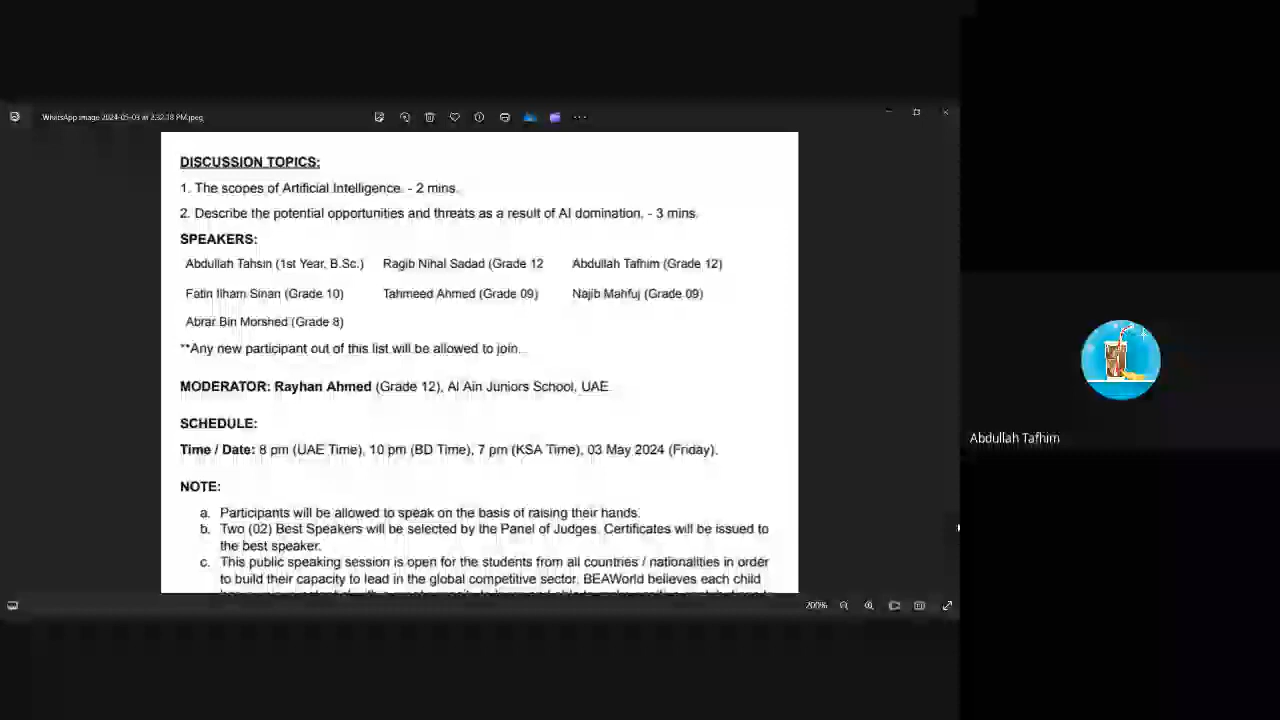 WhatsApp Image 2024-05-03 at 2.32.18 PM.jpeg
DISCUSSION TOPICS:
1. The scopes of Artificial Intelligence. - 2 mins.
2. Describe the potential opportunities and threats as a result of AI domination. - 3 mins.
SPEAKERS:
Abdullah Tahsin (1st Year, B.Sc.) Ragib Nihal Sadad (Grade 12 Abdullah Tafhim (Grade 12)
Fatin Ilham Sinan (Grade 10) Tahmeed Ahmed (Grade 09) Najib Mahfuj (Grade 09)
Abrar Bin Morshed (Grade 8)
**Any new participant out of this list will be allowed to join.
MODERATOR: Rayhan Ahmed (Grade 12), Al Ain Juniors School, UAE
SCHEDULE:
Time / Date: 8 pm (UAE Time), 10 pm (BD Time), 7 pm (KSA Time), 03 May 2024 (Friday).
NOTE:
a. Participants will be allowed to speak on the basis of raising their hands.
b. Two (02) Best Speakers will be selected by the Panel of Judges. Certificates will be issued to
the best speaker.
c. This public speaking session is open for the students from all countries / nationalities in order
to build their capacity to lead in the global competitive sector. BEAWorld believes each child
200%
Abdullah Tafhim